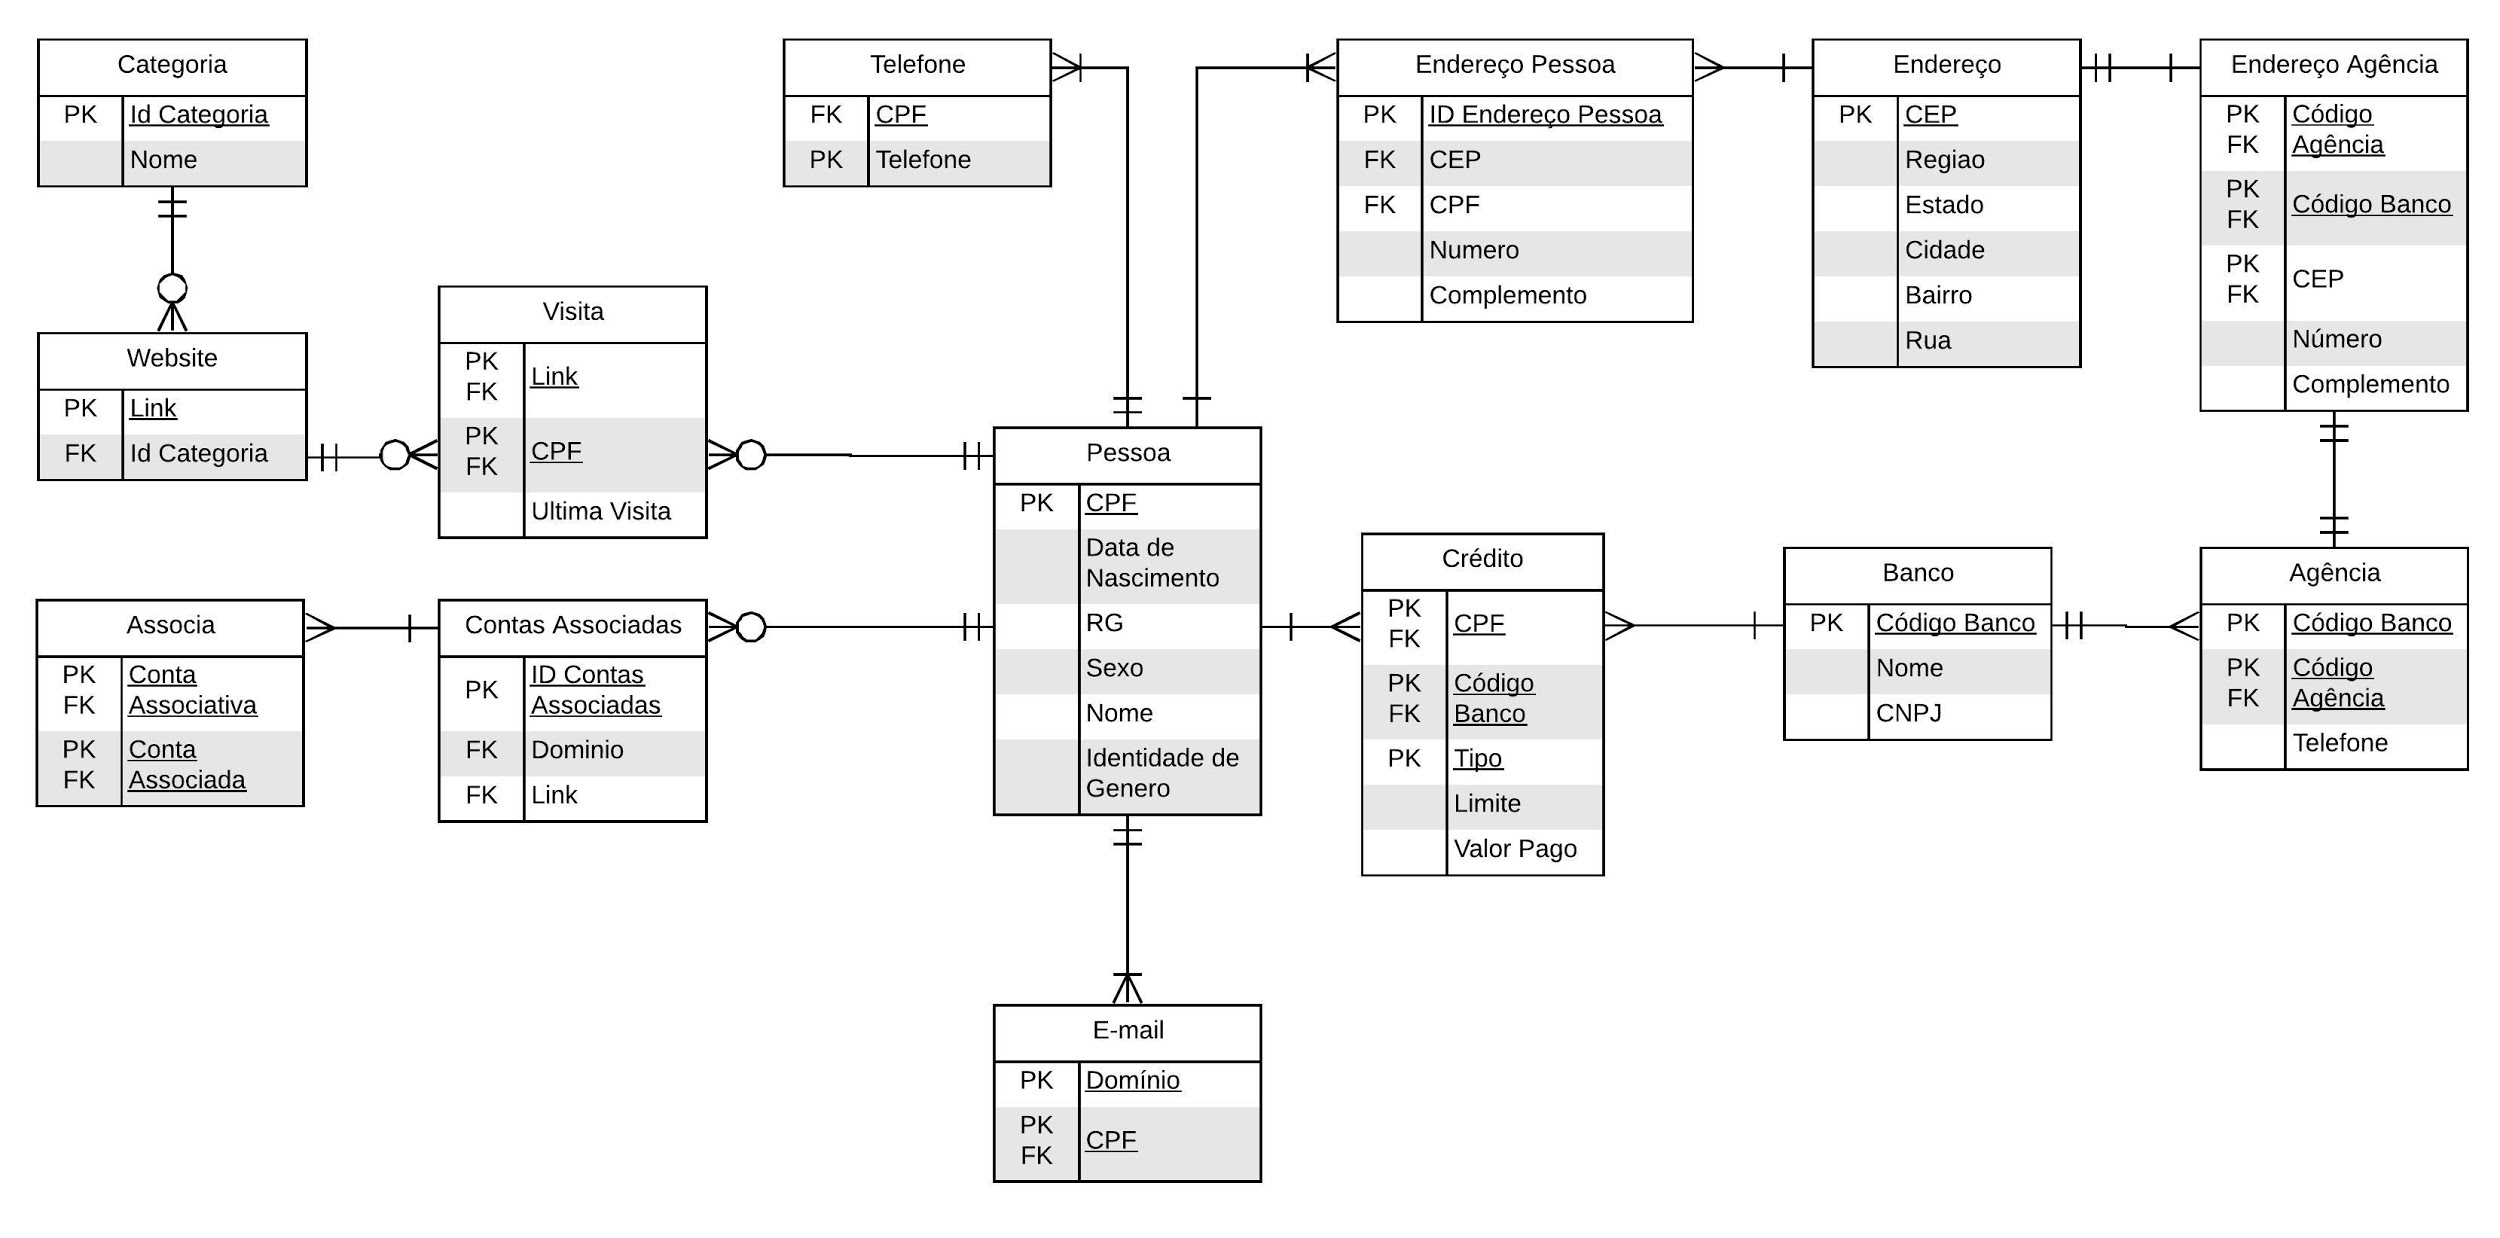 Categoria
PK Id Categoria
Nome
Telefone
FK CPF
PK Telefone
Endereço Pessoa
PK ID Endereço Pessoa
FK CEP
FK CPF
Numero
Complemento
Endereço
PK CEP
Regiao
Estado
Cidade
Bairro
Rua
Endereço Agência
PK Código
FK Agência
PK
FK
Código Banco
PK
FK
CEP
Número
Complemento
Website
PK Link
FK Id Categoria
Visita
PK
FK
Link
PK
FK
CPF
Ultima Visita
Pessoa
PK CPF
Data de
Nascimento
RG
Sexo
Nome
Identidade de
Genero
Associa
PK Conta
FK Associativa
PK Conta
FK Associada
Contas Associadas
PK
ID Contas
Associadas
FK Dominio
FK Link
Crédito
PK
FK
CPF
PK Código
FK Banco
PK Tipo
Limite
Valor Pago
Banco
PK Código Banco
Nome
CNPJ
Agência
PK Código Banco
PK Código
FK Agência
Telefone
E-mail
PK Domínio
PK
FK
CPF